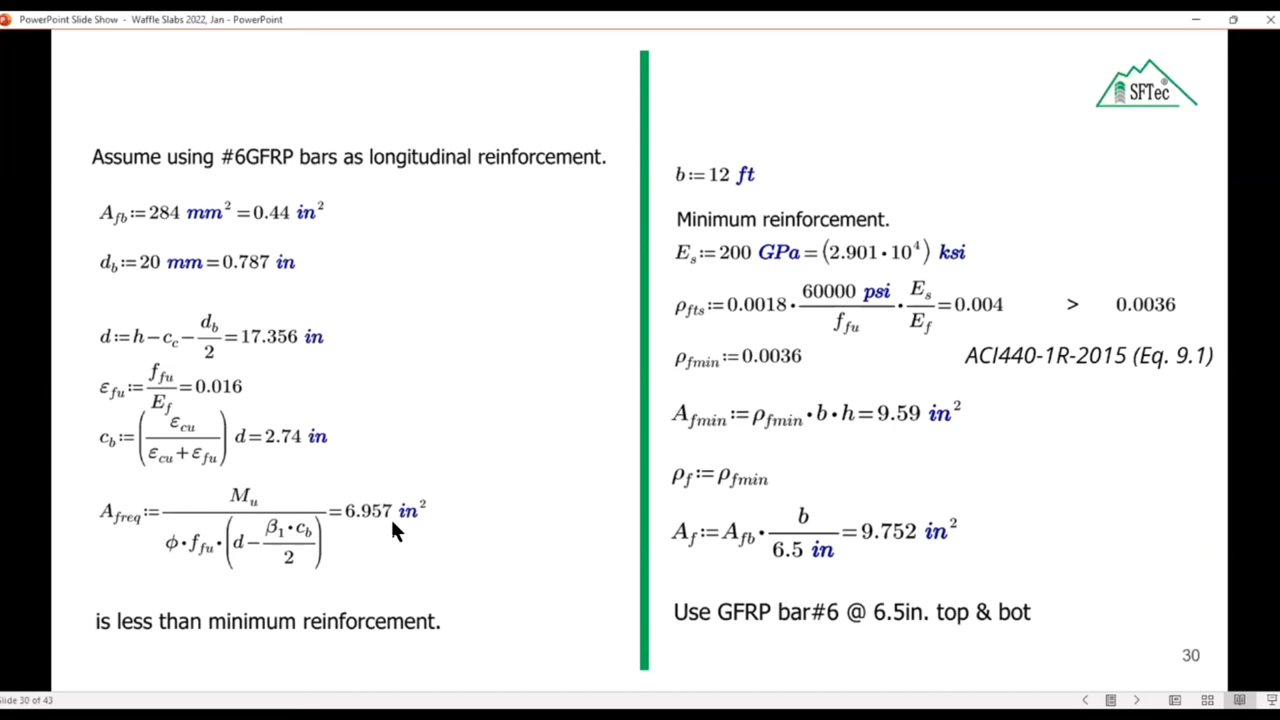 PowerPoint Slide Show - Waffle Slabs 2022, Jan - PowerPoint
SFTec®
Assume using #6GFRP bars as longitudinal reinforcement.
A_fb := 284 mm² = 0.44 in²
d_b := 20 mm = 0.787 in
d := h − c_c − d_b/2 = 17.356 in
ε_fu := f_fu/E_f = 0.016
c_b := (ε_cu/(ε_cu + ε_fu)) d = 2.74 in
A_freq := M_u/(ϕ • f_fu • (d − (β_1 • c_b)/2)) = 6.957 in²
is less than minimum reinforcement.
b := 12 ft
Minimum reinforcement.
E_s := 200 GPa = (2.901 • 10⁴) ksi
ρ_fts := 0.0018 • 60000 psi/f_fu • E_s/E_f = 0.004 > 0.0036
ρ_fmin := 0.0036 ACI440-1R-2015 (Eq. 9.1)
A_fmin := ρ_fmin • b • h = 9.59 in²
ρ_f := ρ_fmin
A_f := A_fb • b/(6.5 in) = 9.752 in²
Use GFRP bar#6 @ 6.5in. top & bot
30
Slide 30 of 43